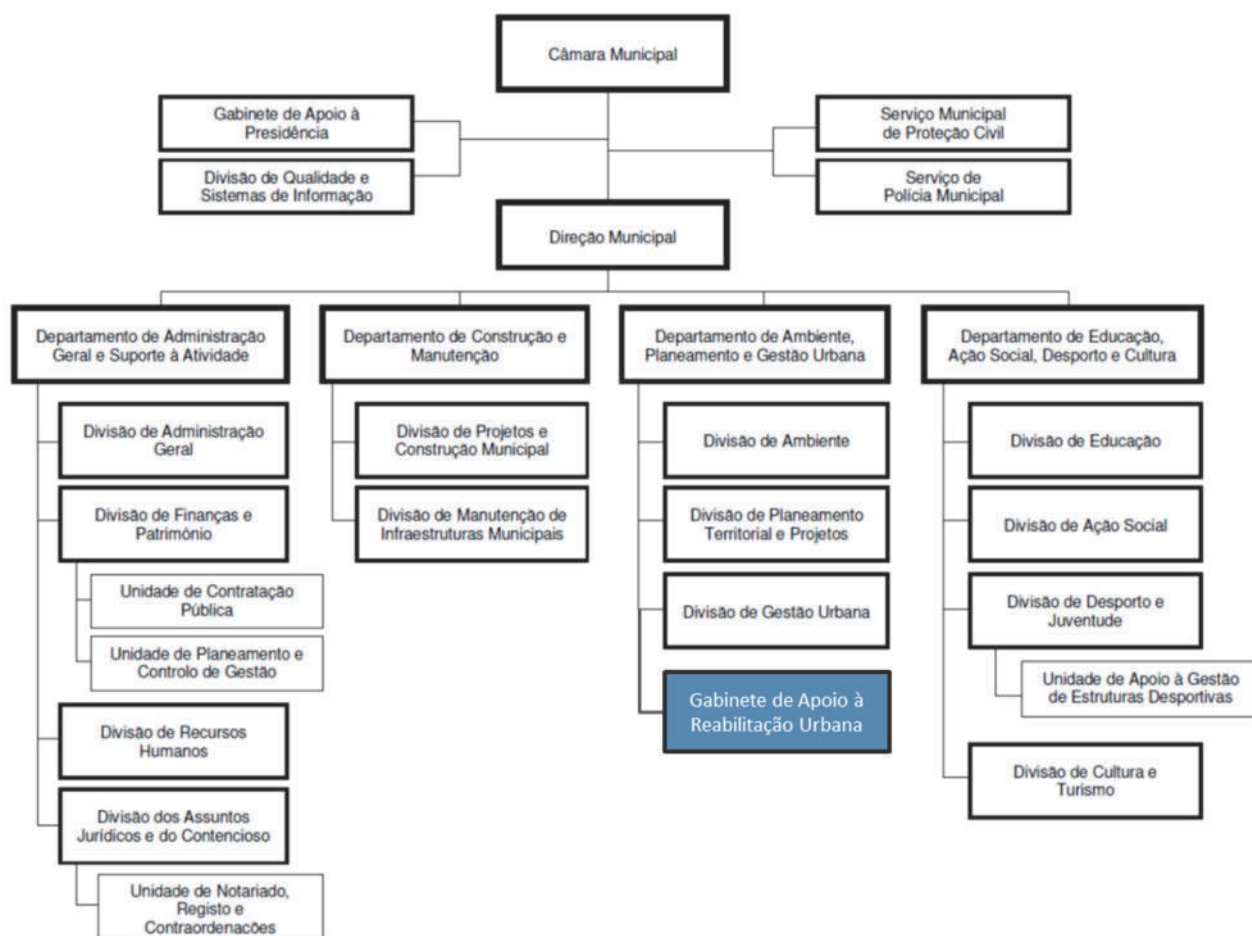 Câmara Municipal
Gabinete de Apoio à
Presidência
Serviço Municipal
de Proteção Civil
Divisão de Qualidade e
Sistemas de Informação
Serviço de
Polícia Municipal
Direção Municipal
Departamento de Administração
Geral e Suporte à Atividade
Departamento de Construção e
Manutenção
Departamento de Ambiente,
Planeamento e Gestão Urbana
Departamento de Educação,
Ação Social, Desporto e Cultura
Divisão de Administração
Geral
Divisão de Finanças e
Património
Unidade de Contratação
Pública
Unidade de Planeamento e
Controlo de Gestão
Divisão de Recursos
Humanos
Divisão dos Assuntos
Jurídicos e do Contencioso
Unidade de Notariado,
Registo e
Contraordenações
Divisão de Projetos e
Construção Municipal
Divisão de Manutenção de
Infraestruturas Municipais
Divisão de Ambiente
Divisão de Planeamento
Territorial e Projetos
Divisão de Gestão Urbana
Gabinete de Apoio à
Reabilitação Urbana
Divisão de Educação
Divisão de Ação Social
Divisão de Desporto e
Juventude
Unidade de Apoio à Gestão
de Estruturas Desportivas
Divisão de Cultura e
Turismo